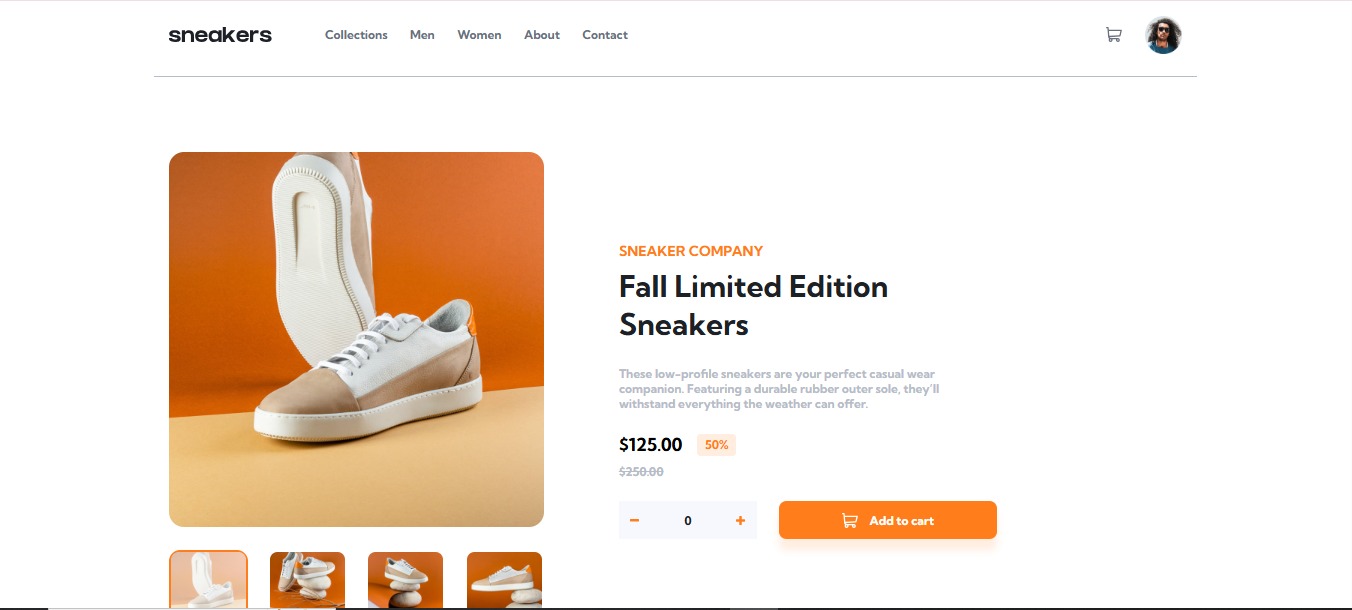 sneakers Collections Men Women About Contact
SNEAKER COMPANY
Fall Limited Edition
Sneakers
These low-profile sneakers are your perfect casual wear
companion. Featuring a durable rubber outer sole, they'll
withstand everything the weather can offer.
$125.00 50%
$250.00
0 Add to cart